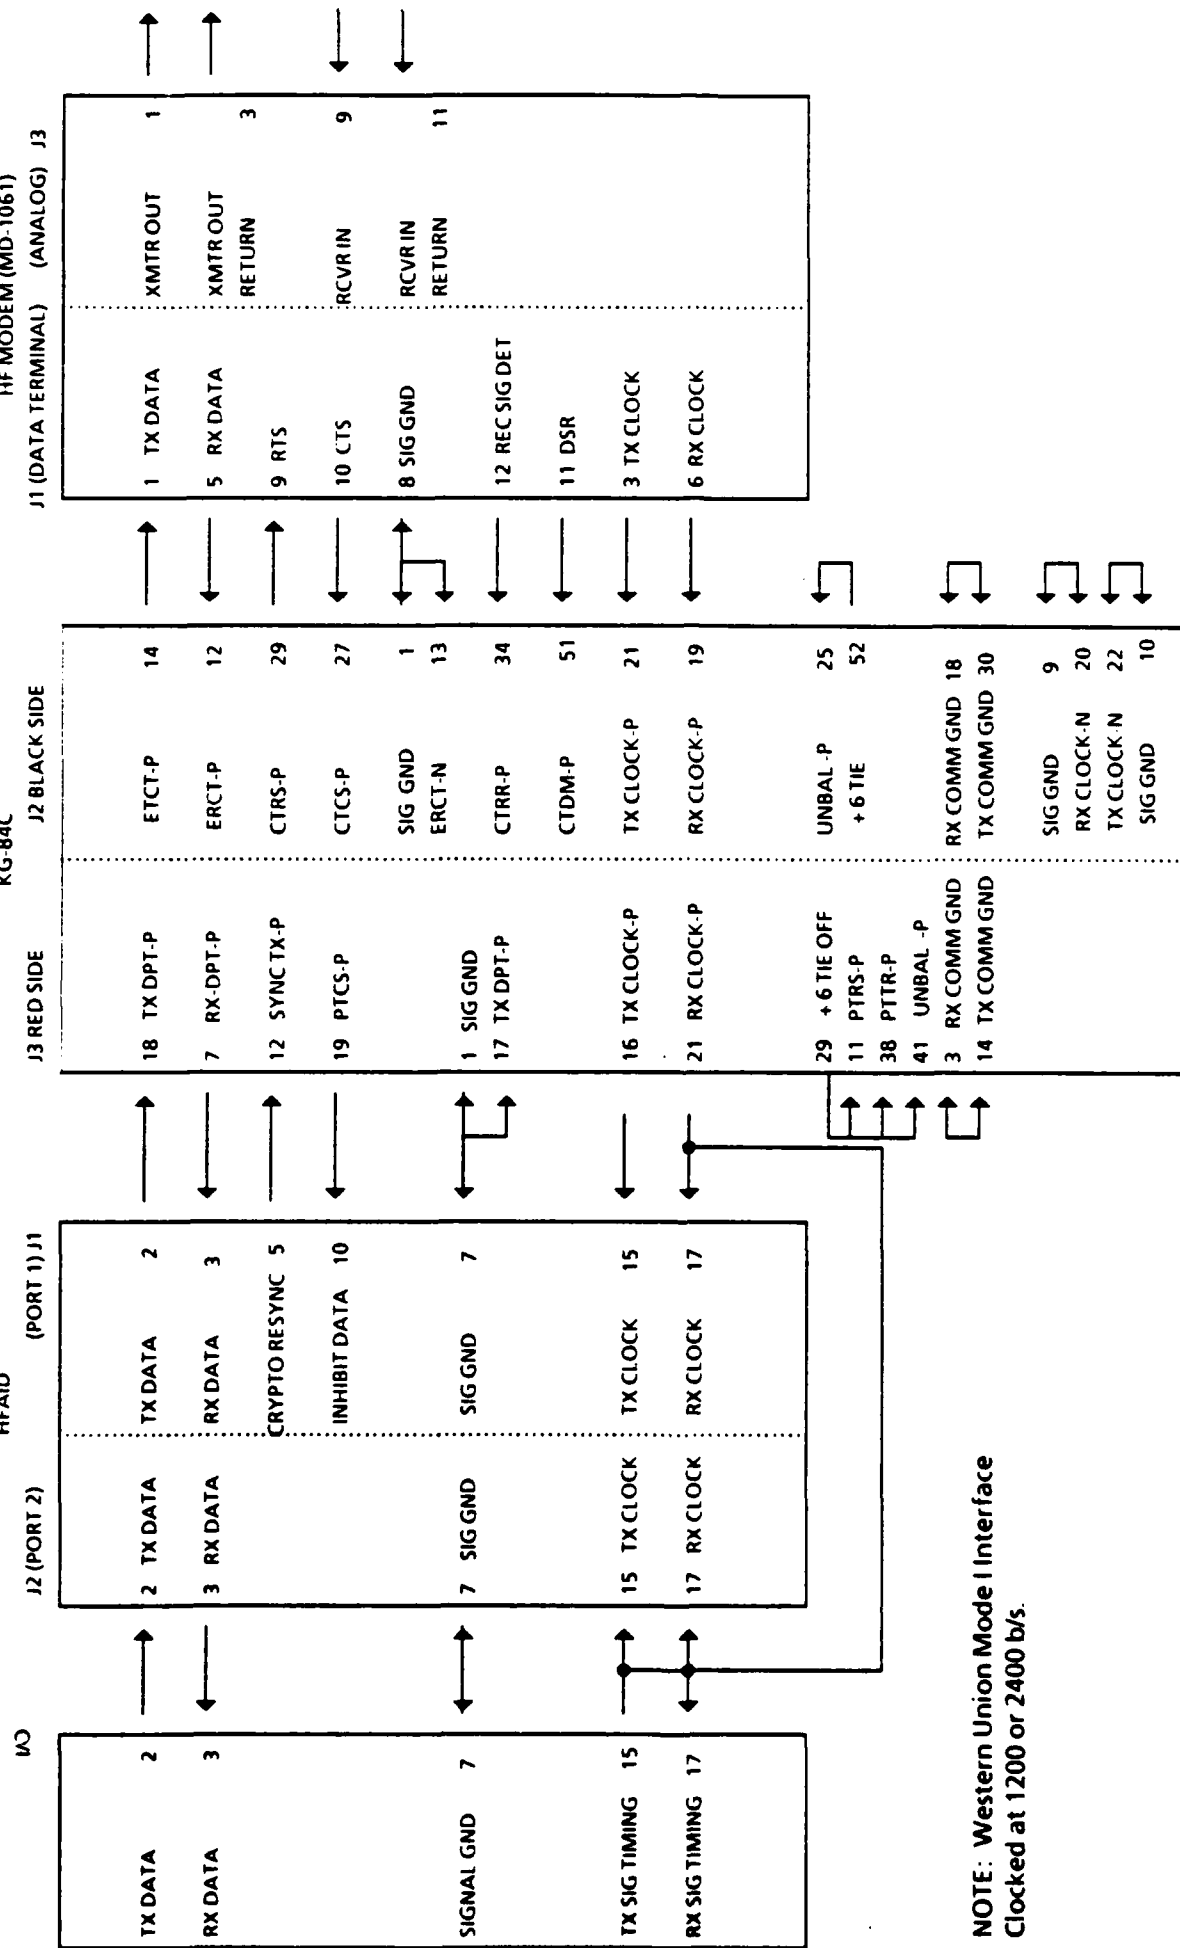 CVI
TX DATA 2
RX DATA 3
SIGNAL GND 7
TX SIG TIMING 15
RX SIG TIMING 17
HFAID
J2 (PORT 2) (PORT 1) J1
2 TX DATA TX DATA 2
3 RX DATA RX DATA 3
CRYPTO RESYNC 5
INHIBIT DATA 10
7 SIG GND SIG GND 7
15 TX CLOCK TX CLOCK 15
17 RX CLOCK RX CLOCK 17
KG-84C
J3 RED SIDE J2 BLACK SIDE
18 TX DPT-P ETCT-P 14
7 RX-DPT-P ERCT-P 12
12 SYNC TX-P CTRS-P 29
19 PTCS-P CTCS-P 27
SIG GND 1
ERCT-N 13
1 SIG GND
17 TX DPT-P CTRR-P 34
CTDM-P 51
16 TX CLOCK-P TX CLOCK-P 21
21 RX CLOCK-P RX CLOCK-P 19
29 +6 TIE OFF UNBAL-P 25
11 PTRS-P +6 TIE 52
38 PTTR-P
41 UNBAL-P
3 RX COMM GND RX COMM GND 18
14 TX COMM GND TX COMM GND 30
SIG GND 9
RX CLOCK-N 20
TX CLOCK-N 22
SIG GND 10
HF MODEM (MD-1061)
J1 (DATA TERMINAL) (ANALOG) J3
1 TX DATA XMTR OUT 1
5 RX DATA XMTR OUT
RETURN 3
9 RTS
10 CTS RCVR IN 9
8 SIG GND RCVR IN
RETURN 11
12 REC SIG DET
11 DSR
3 TX CLOCK
6 RX CLOCK
NOTE: Western Union Mode I Interface
Clocked at 1200 or 2400 b/s.